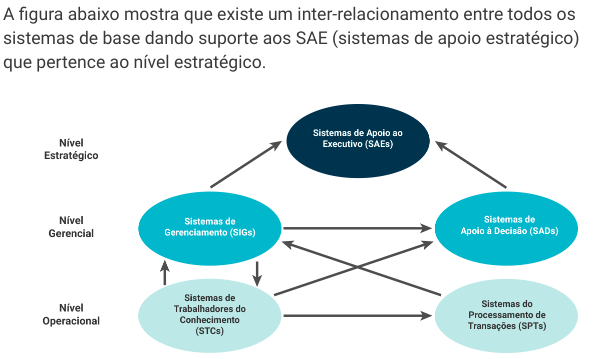 A figura abaixo mostra que existe um inter-relacionamento entre todos os
sistemas de base dando suporte aos SAE (sistemas de apoio estratégico)
que pertence ao nível estratégico.
Nível
Estratégico
Sistemas de Apoio ao
Executivo (SAEs)
Nível
Gerencial
Sistemas de
Gerenciamento (SIGs)
Sistemas de
Apoio à Decisão (SADs)
Nível
Operacional
Sistemas de
Trabalhadores do
Conhecimento
(STCs)
Sistemas do
Processamento de
Transações (SPTs)